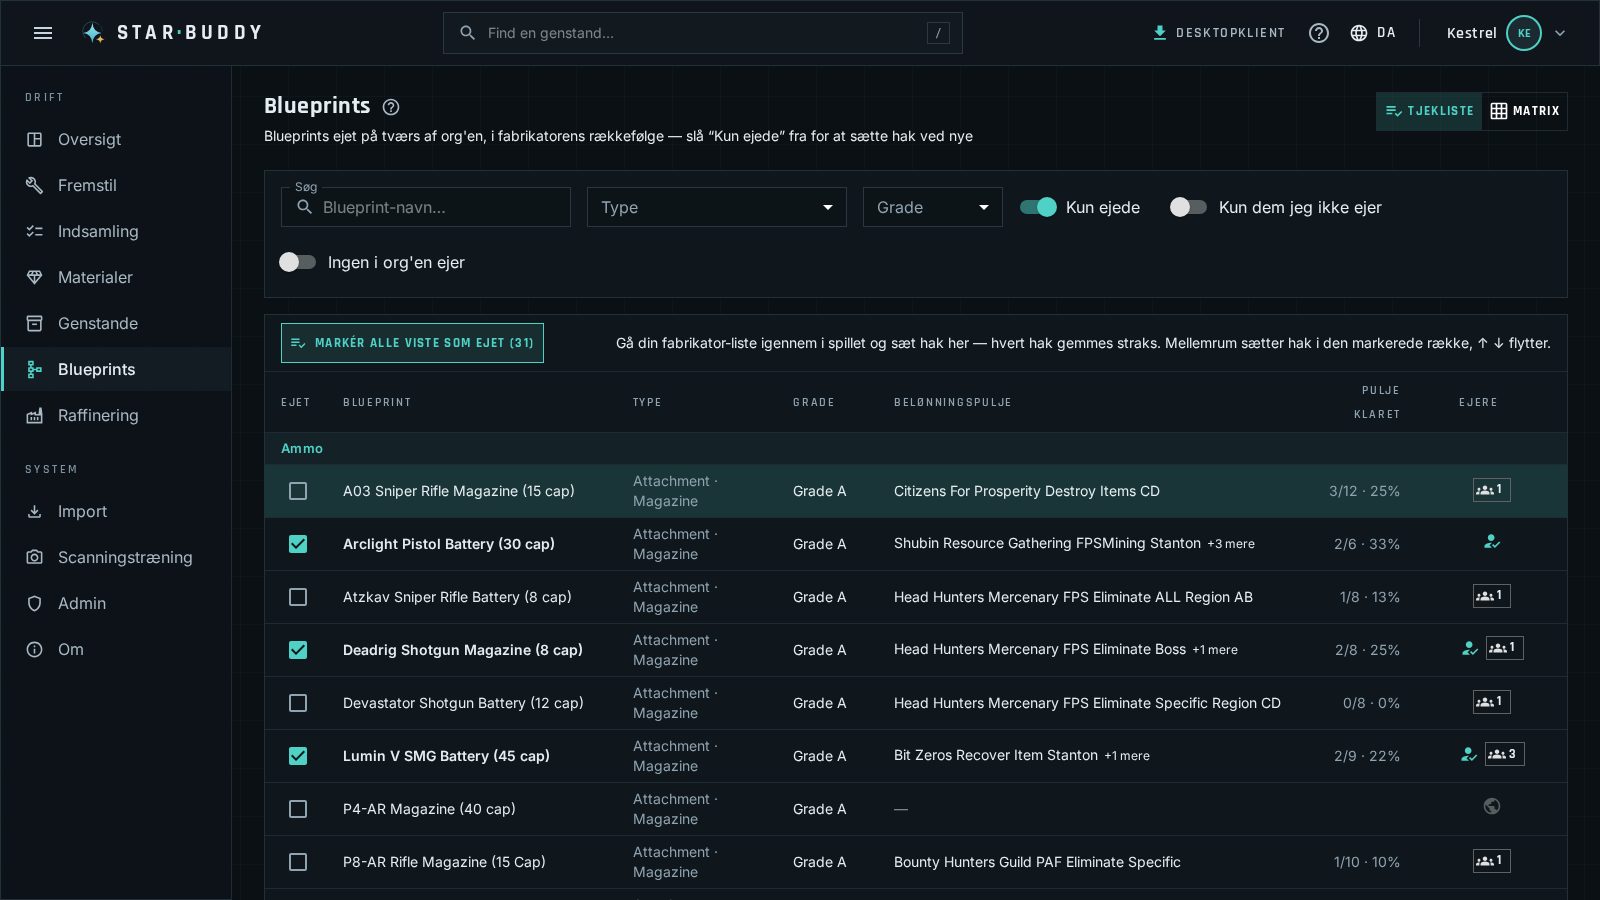 STAR·BUDDY
Find en genstand...
/
DESKTOPKLIENT
DA
Kestrel
KE
DRIFT
Oversigt
Fremstil
Indsamling
Materialer
Genstande
Blueprints
Raffinering
SYSTEM
Import
Scanningstræning
Admin
Om
Blueprints
Blueprints ejet på tværs af org'en, i fabrikatorens rækkefølge — slå “Kun ejede” fra for at sætte hak ved nye
TJEKLISTE
MATRIX
Søg
Blueprint-navn...
Type
Grade
Kun ejede
Kun dem jeg ikke ejer
Ingen i org'en ejer
MARKÉR ALLE VISTE SOM EJET (31)
Gå din fabrikator-liste igennem i spillet og sæt hak her — hvert hak gemmes straks. Mellemrum sætter hak i den markerede række, ↑ ↓ flytter.
EJET BLUEPRINT TYPE GRADE BELØNNINGSPULJE PULJE KLARET EJERE
Ammo
A03 Sniper Rifle Magazine (15 cap) Attachment · Magazine Grade A Citizens For Prosperity Destroy Items CD 3/12 · 25% 1
Arclight Pistol Battery (30 cap) Attachment · Magazine Grade A Shubin Resource Gathering FPSMining Stanton +3 mere 2/6 · 33%
Atzkav Sniper Rifle Battery (8 cap) Attachment · Magazine Grade A Head Hunters Mercenary FPS Eliminate ALL Region AB 1/8 · 13% 1
Deadrig Shotgun Magazine (8 cap) Attachment · Magazine Grade A Head Hunters Mercenary FPS Eliminate Boss +1 mere 2/8 · 25% 1
Devastator Shotgun Battery (12 cap) Attachment · Magazine Grade A Head Hunters Mercenary FPS Eliminate Specific Region CD 0/8 · 0% 1
Lumin V SMG Battery (45 cap) Attachment · Magazine Grade A Bit Zeros Recover Item Stanton +1 mere 2/9 · 22% 3
P4-AR Magazine (40 cap) Attachment · Magazine Grade A —
P8-AR Rifle Magazine (15 Cap) Attachment · Magazine Grade A Bounty Hunters Guild PAF Eliminate Specific 1/10 · 10% 1